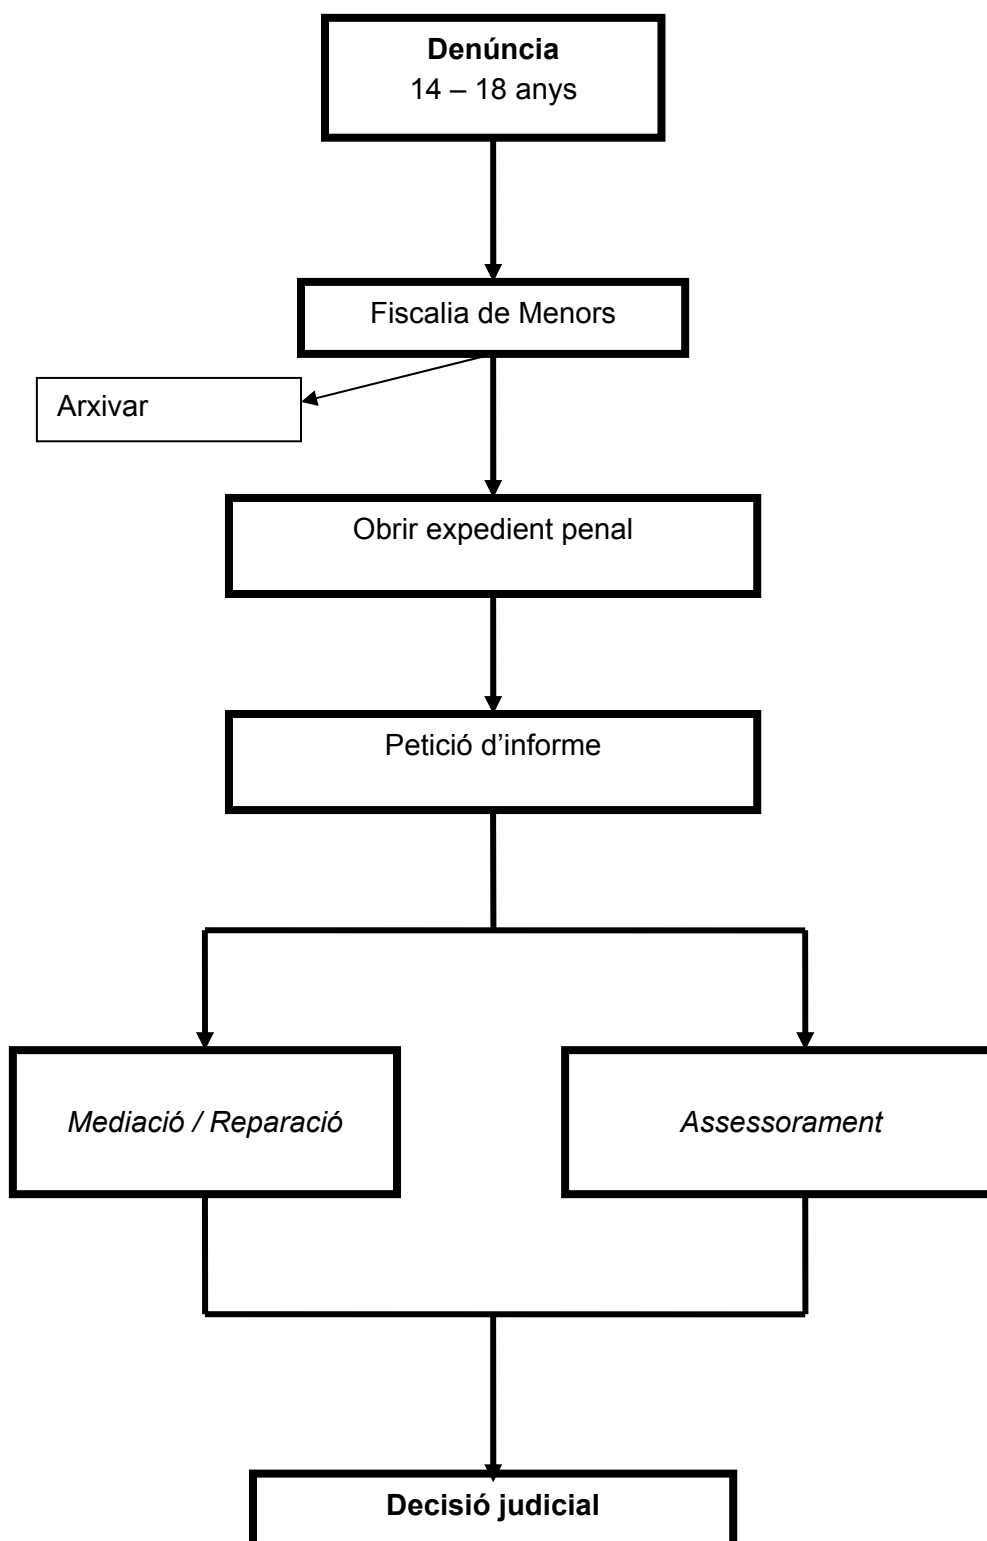 Denúncia
14 – 18 anys
Fiscalia de Menors
Arxivar
Obrir expedient penal
Petició d’informe
Mediació / Reparació
Assessorament
Decisió judicial